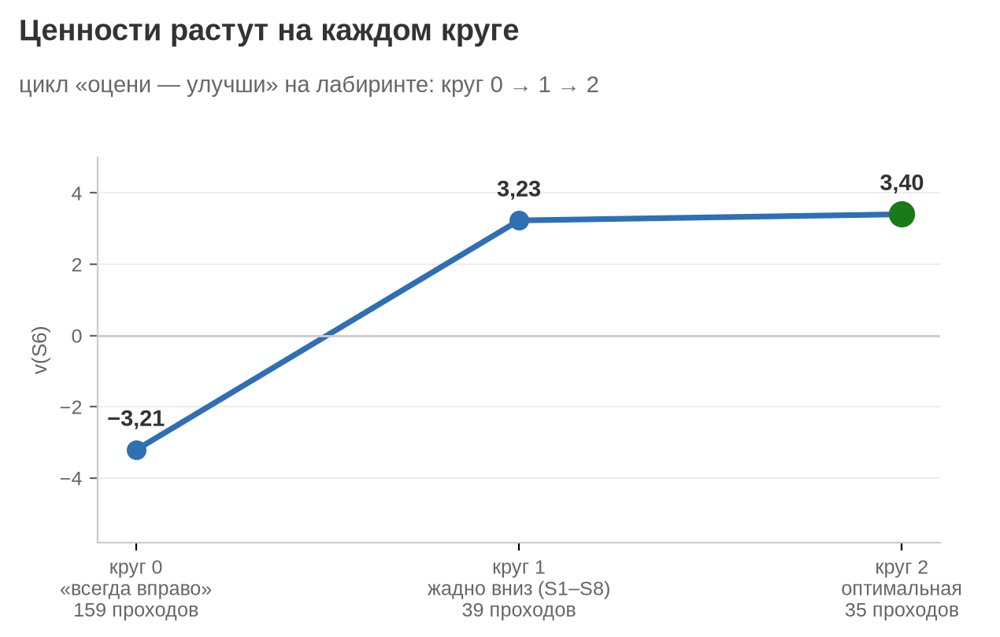 Ценности растут на каждом круге
цикл «оцени — улучши» на лабиринте: круг 0 → 1 → 2
v(S6)
4
2
0
−2
−4
−3,21
3,23
3,40
круг 0
«всегда вправо»
159 проходов
круг 1
жадно вниз (S1–S8)
39 проходов
круг 2
оптимальная
35 проходов